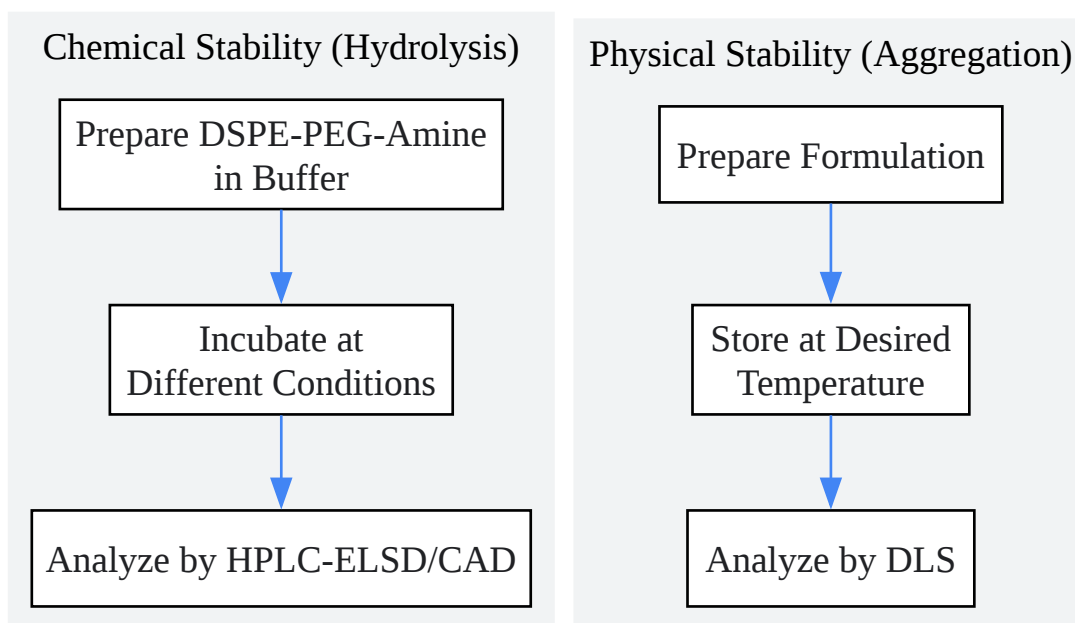 Chemical Stability (Hydrolysis)
Prepare DSPE-PEG-Amine
in Buffer
Incubate at
Different Conditions
Analyze by HPLC-ELSD/CAD
Physical Stability (Aggregation)
Prepare Formulation
Store at Desired
Temperature
Analyze by DLS